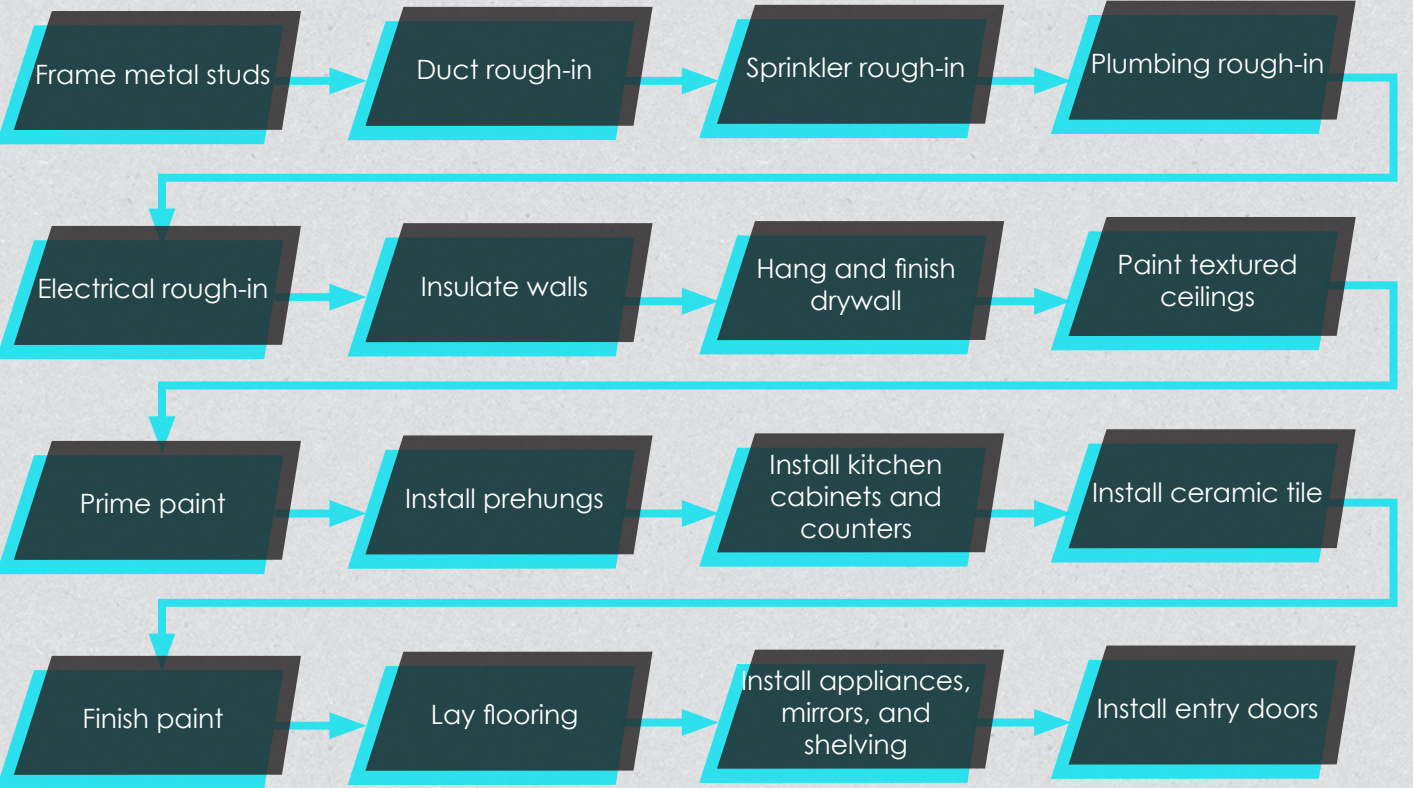 Frame metal studs
Duct rough-in
Sprinkler rough-in
Plumbing rough-in
Electrical rough-in
Insulate walls
Hang and finish
drywall
Paint textured
ceilings
Prime paint
Install prehungs
Install kitchen
cabinets and
counters
Install ceramic tile
Finish paint
Lay flooring
Install appliances,
mirrors, and
shelving
Install entry doors